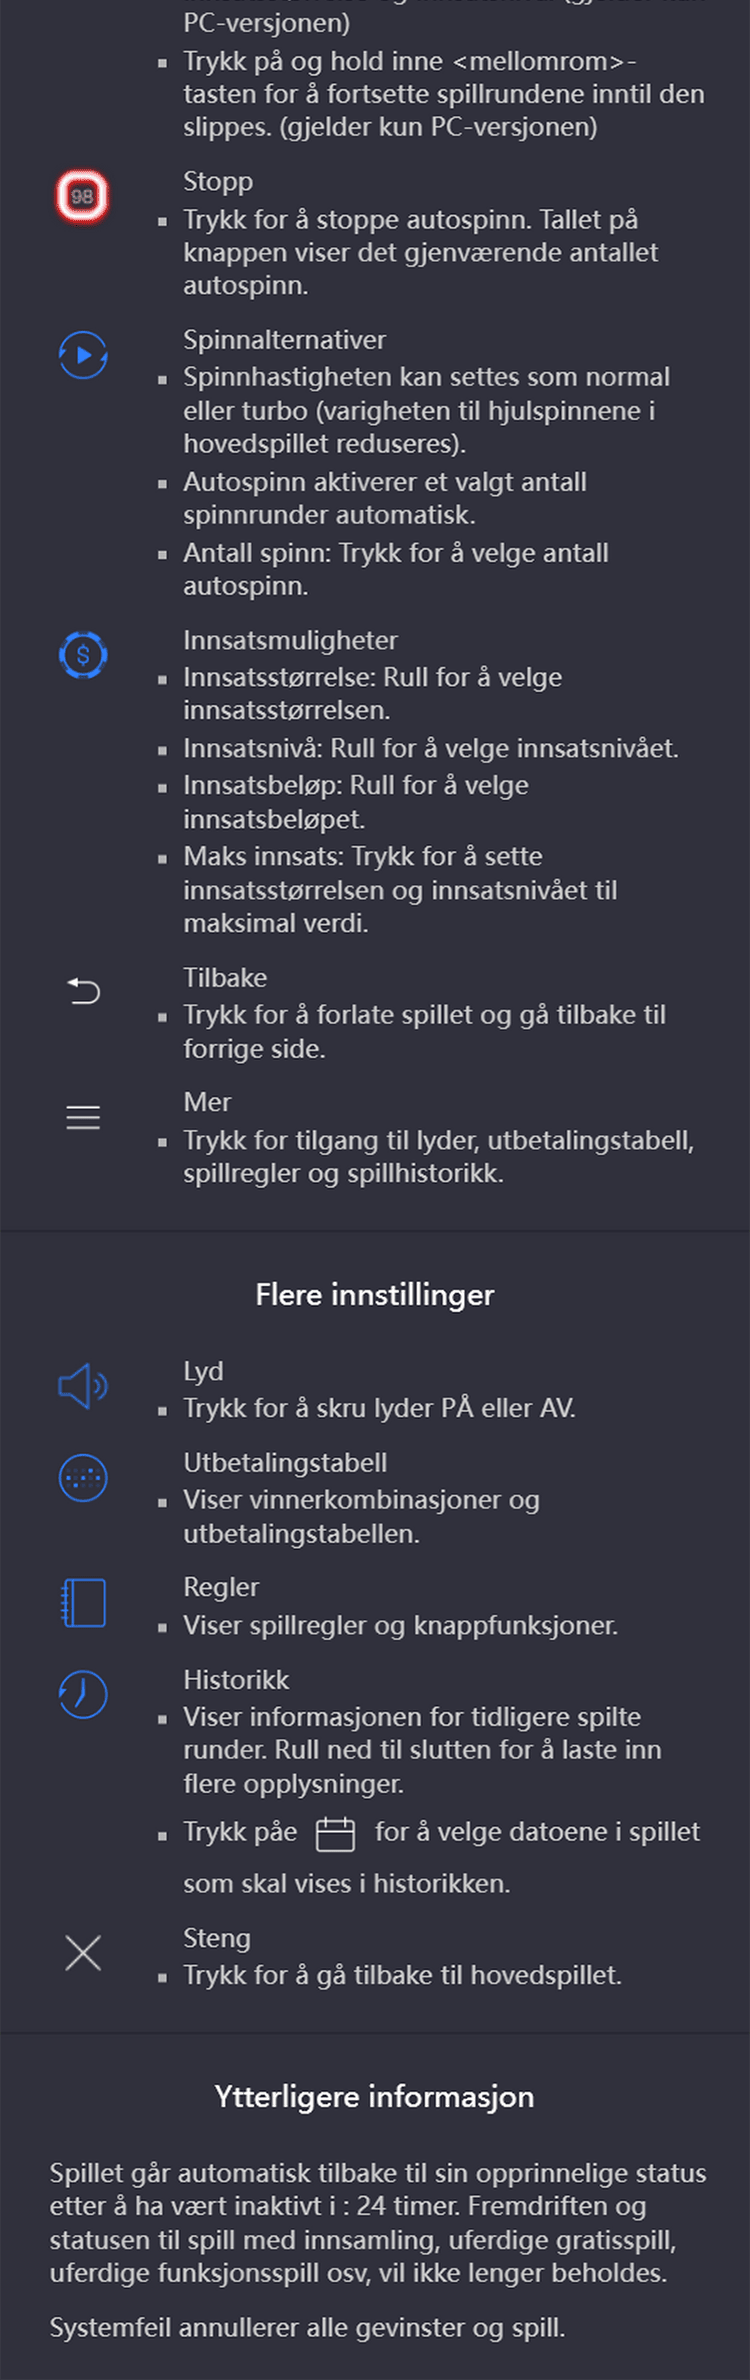 PC-versjonen)
Trykk på og hold inne <mellomrom>-
tasten for å fortsette spillrundene inntil den
slippes. (gjelder kun PC-versjonen)
98
Stopp
Trykk for å stoppe autospinn. Tallet på
knappen viser det gjenværende antallet
autospinn.
Spinnalternativer
Spinnhastigheten kan settes som normal
eller turbo (varigheten til hjulspinnene i
hovedspillet reduseres).
Autospinn aktiverer et valgt antall
spinnrunder automatisk.
Antall spinn: Trykk for å velge antall
autospinn.
$
Innsatsmuligheter
Innsatsstørrelse: Rull for å velge
innsatsstørrelsen.
Innsatsnivå: Rull for å velge innsatsnivået.
Innsatsbeløp: Rull for å velge
innsatsbeløpet.
Maks innsats: Trykk for å sette
innsatsstørrelsen og innsatsnivået til
maksimal verdi.
Tilbake
Trykk for å forlate spillet og gå tilbake til
forrige side.
Mer
Trykk for tilgang til lyder, utbetalingstabell,
spillregler og spillhistorikk.
Flere innstillinger
Lyd
Trykk for å skru lyder PÅ eller AV.
Utbetalingstabell
Viser vinnerkombinasjoner og
utbetalingstabellen.
Regler
Viser spillregler og knappfunksjoner.
Historikk
Viser informasjonen for tidligere spilte
runder. Rull ned til slutten for å laste inn
flere opplysninger.
Trykk påe for å velge datoene i spillet
som skal vises i historikken.
Steng
Trykk for å gå tilbake til hovedspillet.
Ytterligere informasjon
Spillet går automatisk tilbake til sin opprinnelige status
etter å ha vært inaktivt i : 24 timer. Fremdriften og
statusen til spill med innsamling, uferdige gratisspill,
uferdige funksjonsspill osv, vil ikke lenger beholdes.
Systemfeil annullerer alle gevinster og spill.